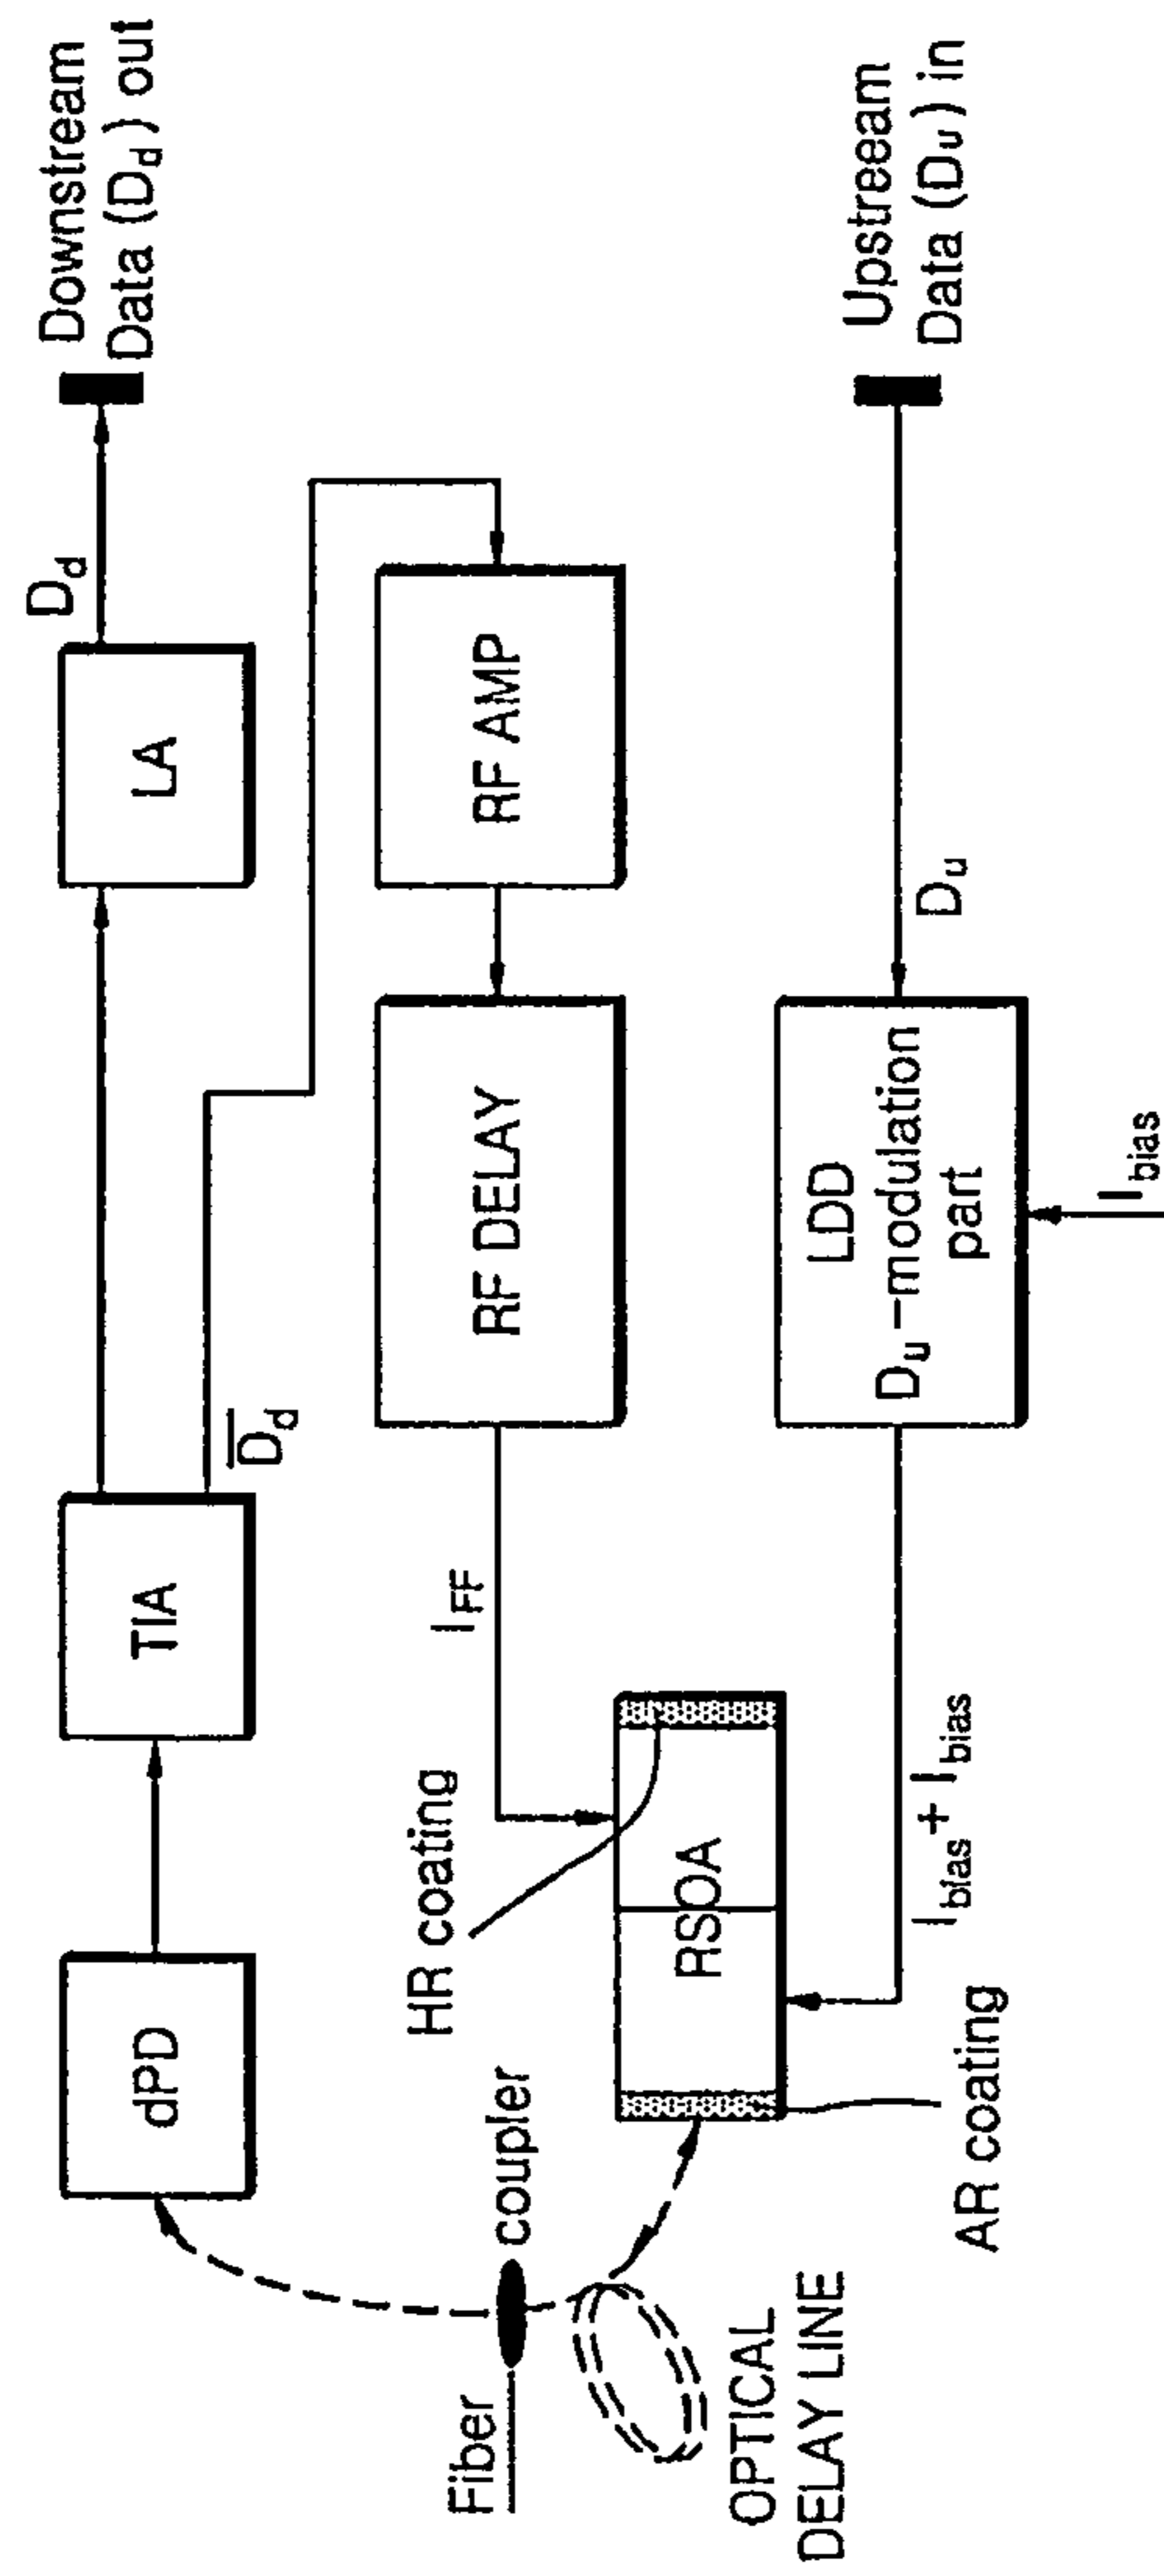 Downstream
Data (Dd) out
Dd
LA
TIA
dPD
D̅d
RF AMP
RF DELAY
IFF
HR coating
coupler
Fiber
RSOA
OPTICAL
DELAY LINE
AR coating
Ibias + Ibias
LDD
Du-modulation
part
Ibias
Du
Upstreeam
Data (Du) in